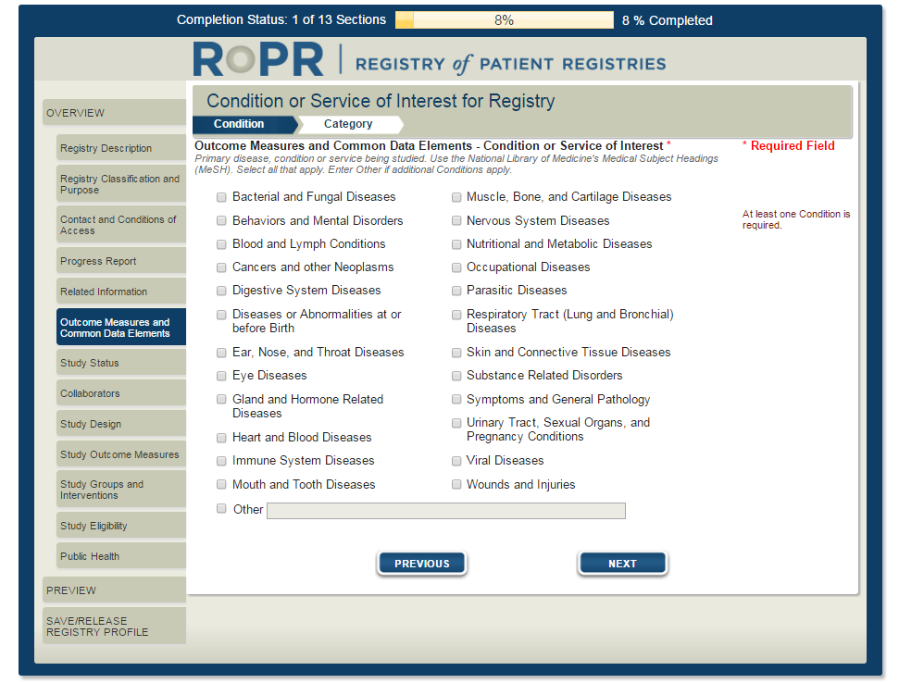 Completion Status: 1 of 13 Sections 8% 8 % Completed
ROPR | REGISTRY of PATIENT REGISTRIES
OVERVIEW
Registry Description
Registry Classification and
Purpose
Contact and Conditions of
Access
Progress Report
Related Information
Outcome Measures and
Common Data Elements
Study Status
Collaborators
Study Design
Study Outcome Measures
Study Groups and
Interventions
Study Eligibility
Public Health
PREVIEW
SAVE/RELEASE
REGISTRY PROFILE
Condition or Service of Interest for Registry
Condition Category
Outcome Measures and Common Data Elements - Condition or Service of Interest *
* Required Field
Primary disease, condition or service being studied. Use the National Library of Medicine's Medical Subject Headings
(MeSH). Select all that apply. Enter Other if additional Conditions apply.
At least one Condition is
required.
Bacterial and Fungal Diseases
Behaviors and Mental Disorders
Blood and Lymph Conditions
Cancers and other Neoplasms
Digestive System Diseases
Diseases or Abnormalities at or
before Birth
Ear, Nose, and Throat Diseases
Eye Diseases
Gland and Hormone Related
Diseases
Heart and Blood Diseases
Immune System Diseases
Mouth and Tooth Diseases
Muscle, Bone, and Cartilage Diseases
Nervous System Diseases
Nutritional and Metabolic Diseases
Occupational Diseases
Parasitic Diseases
Respiratory Tract (Lung and Bronchial)
Diseases
Skin and Connective Tissue Diseases
Substance Related Disorders
Symptoms and General Pathology
Urinary Tract, Sexual Organs, and
Pregnancy Conditions
Viral Diseases
Wounds and Injuries
Other
PREVIOUS NEXT